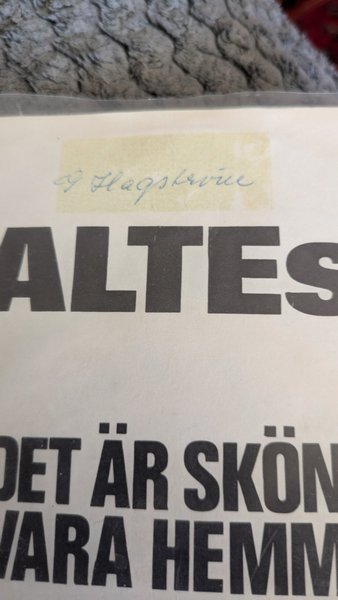 Hagström
ALTES
DET ÄR SKÖN
VARA HEMM